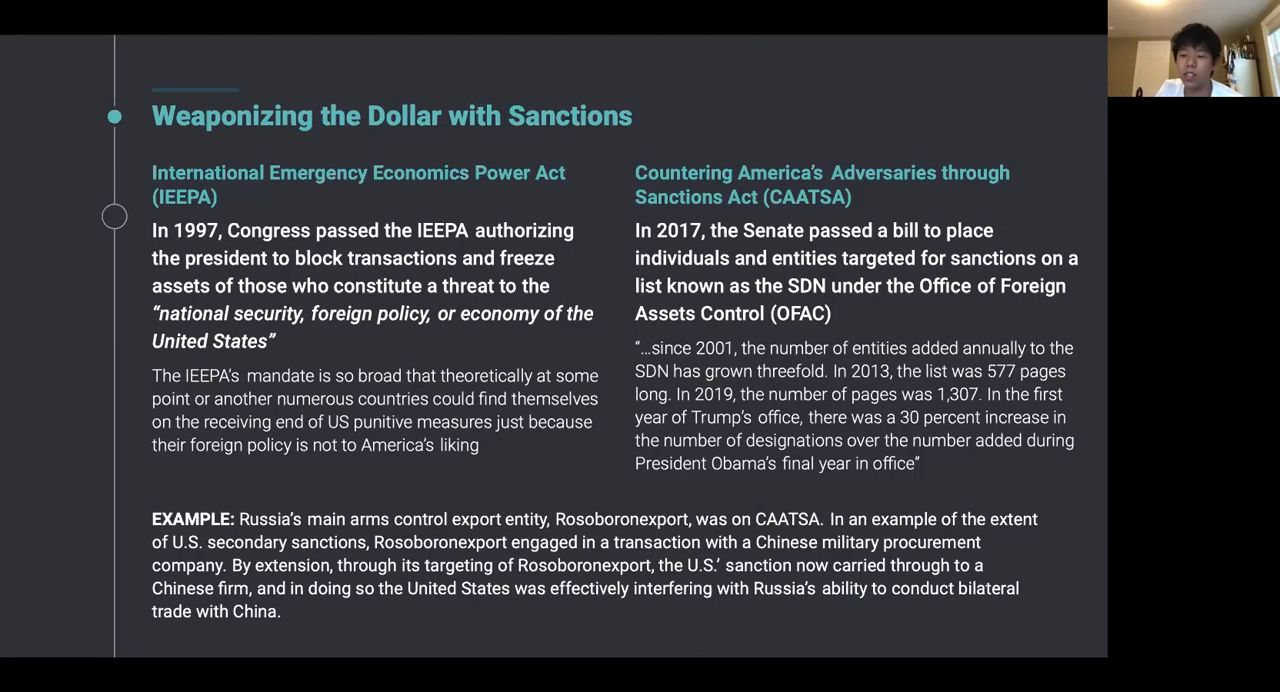 Weaponizing the Dollar with Sanctions
International Emergency Economics Power Act
(IEEPA)
In 1997, Congress passed the IEEPA authorizing
the president to block transactions and freeze
assets of those who constitute a threat to the
“national security, foreign policy, or economy of the
United States”
The IEEPA’s mandate is so broad that theoretically at some
point or another numerous countries could find themselves
on the receiving end of US punitive measures just because
their foreign policy is not to America’s liking
Countering America’s Adversaries through
Sanctions Act (CAATSA)
In 2017, the Senate passed a bill to place
individuals and entities targeted for sanctions on a
list known as the SDN under the Office of Foreign
Assets Control (OFAC)
“…since 2001, the number of entities added annually to the
SDN has grown threefold. In 2013, the list was 577 pages
long. In 2019, the number of pages was 1,307. In the first
year of Trump’s office, there was a 30 percent increase in
the number of designations over the number added during
President Obama’s final year in office”
EXAMPLE: Russia’s main arms control export entity, Rosoboronexport, was on CAATSA. In an example of the extent
of U.S. secondary sanctions, Rosoboronexport engaged in a transaction with a Chinese military procurement
company. By extension, through its targeting of Rosoboronexport, the U.S.’ sanction now carried through to a
Chinese firm, and in doing so the United States was effectively interfering with Russia’s ability to conduct bilateral
trade with China.